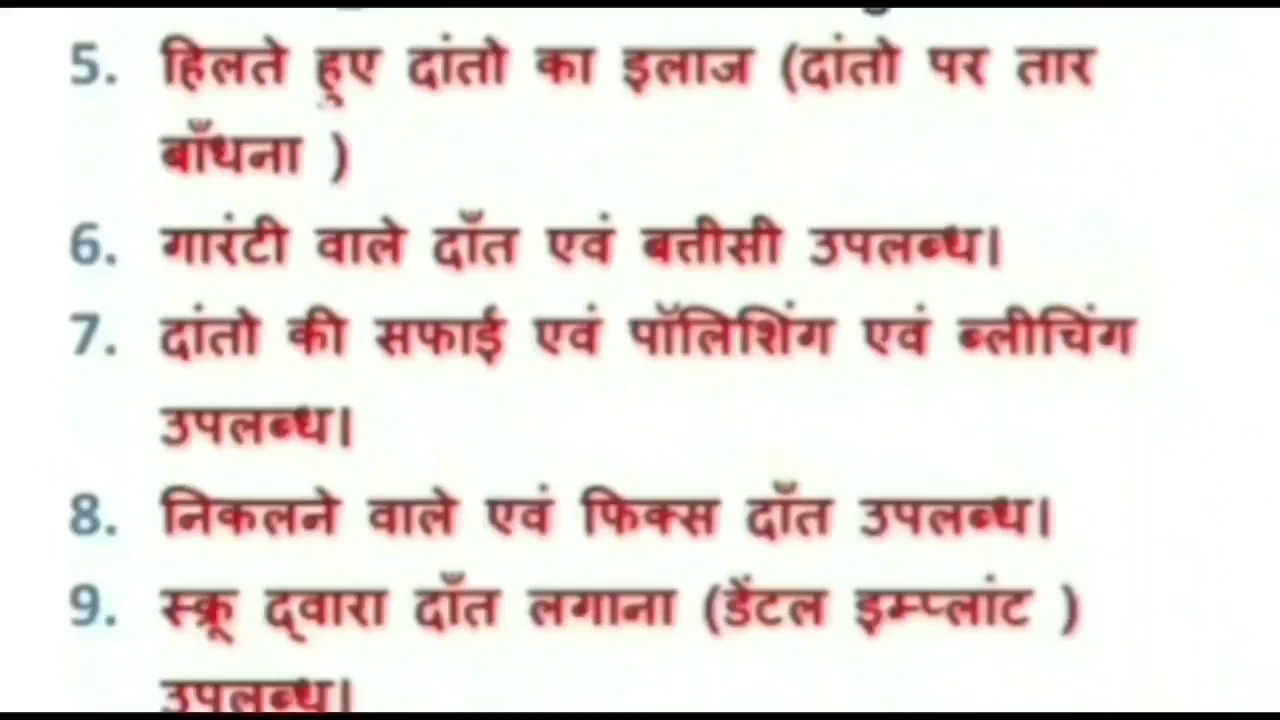 5. हिलते हुए दांतो का इलाज (दांतो पर तार
बाँधना )
6. गारंटी वाले दाँत एवं बत्तीसी उपलब्ध।
7. दांतो की सफाई एवं पॉलिशिंग एवं ब्लीचिंग
उपलब्ध।
8. निकलने वाले एवं फिक्स दाँत उपलब्ध।
9. स्क्रू द्वारा दाँत लगाना (डेंटल इम्प्लांट )
उपलब्ध।